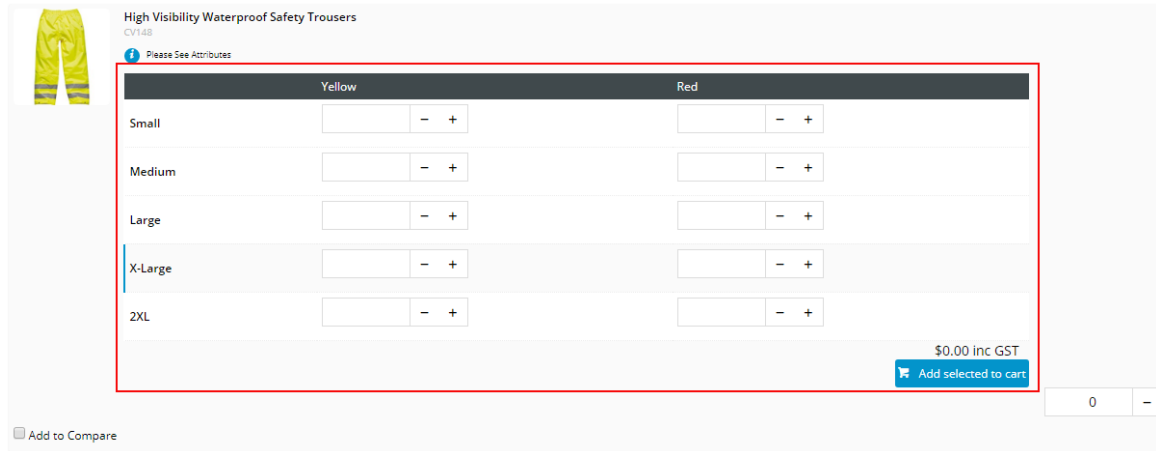 High Visibility Waterproof Safety Trousers
CV148
i Please See Attributes
Yellow Red
Small - + - +
Medium - + - +
Large - + - +
X-Large - + - +
2XL - + - +
$0.00 inc GST
Add selected to cart
0 -
Add to Compare